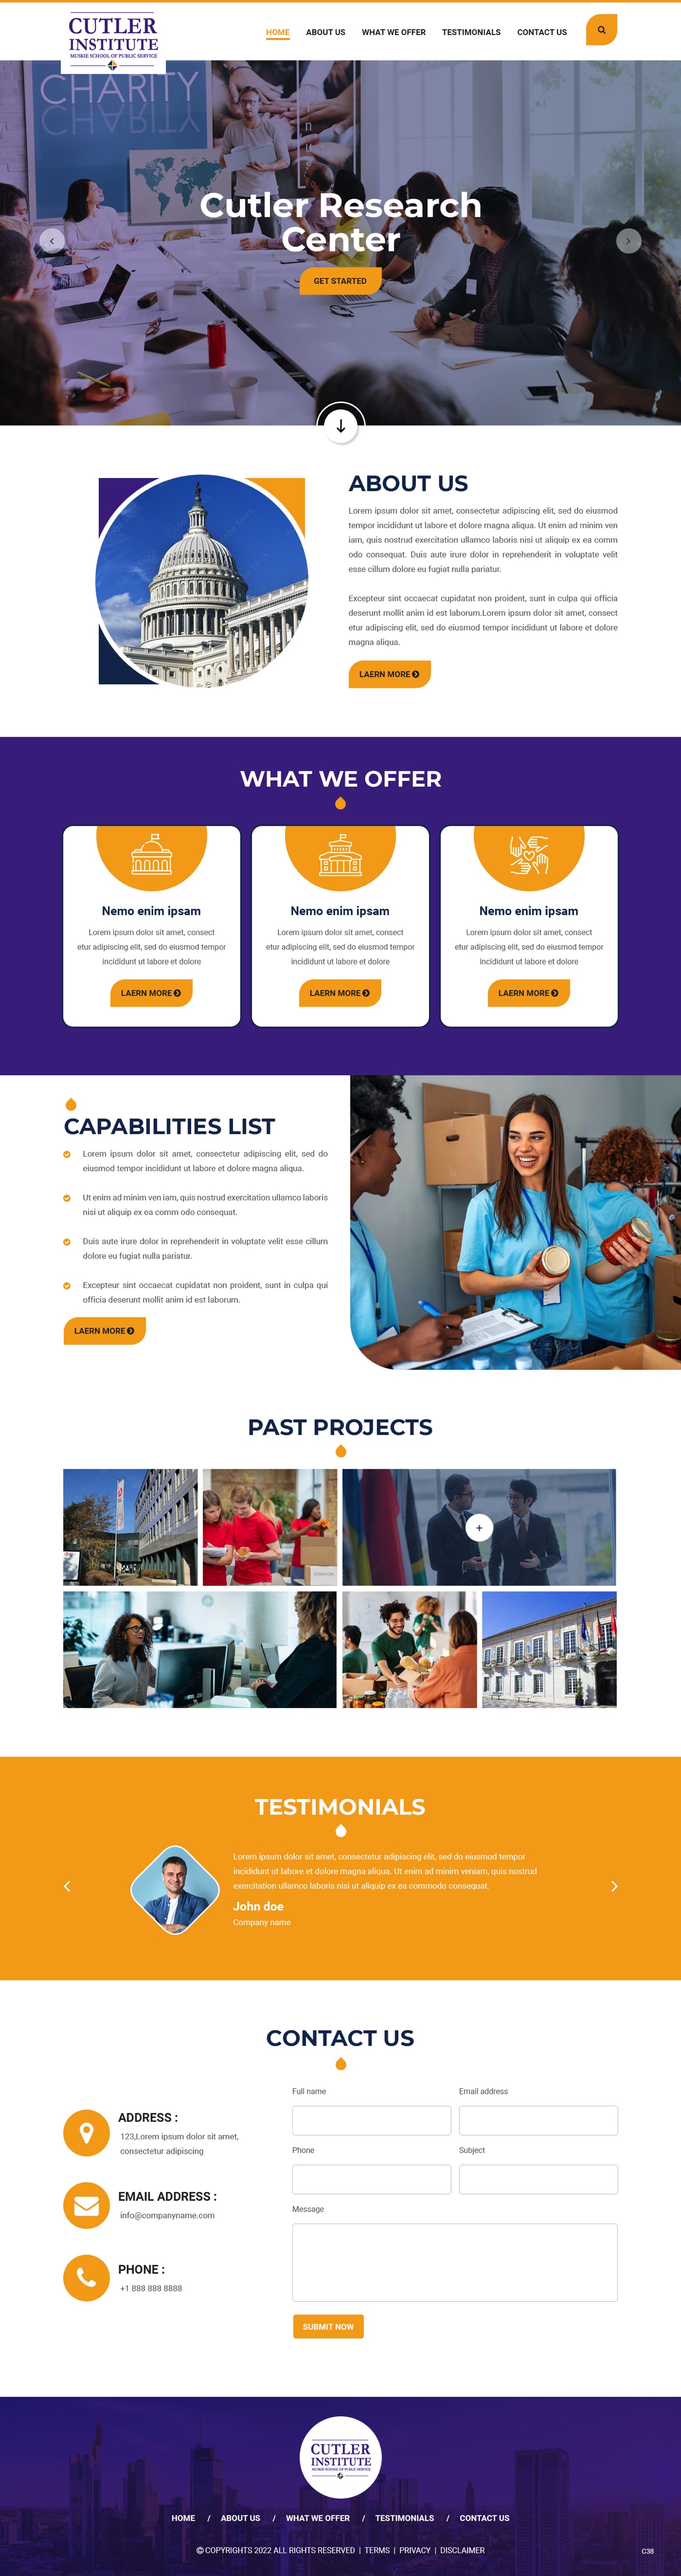 CUTLER
INSTITUTE
MUSKIE SCHOOL OF PUBLIC SERVICE
HOME ABOUT US WHAT WE OFFER TESTIMONIALS CONTACT US
CHARITY
Cutler Research
Center
GET STARTED
ABOUT US
Lorem ipsum dolor sit amet, consectetur adipiscing elit, sed do eiusmod
tempor incididunt ut labore et dolore magna aliqua. Ut enim ad minim ven
iam, quis nostrud exercitation ullamco laboris nisi ut aliquip ex ea comm
odo consequat. Duis aute irure dolor in reprehenderit in voluptate velit
esse cillum dolore eu fugiat nulla pariatur.
Excepteur sint occaecat cupidatat non proident, sunt in culpa qui officia
deserunt mollit anim id est laborum.Lorem ipsum dolor sit amet, consect
etur adipiscing elit, sed do eiusmod tempor incididunt ut labore et dolore
magna aliqua.
LAERN MORE
WHAT WE OFFER
Nemo enim ipsam
Lorem ipsum dolor sit amet, consect
etur adipiscing elit, sed do eiusmod tempor
incididunt ut labore et dolore
LAERN MORE
Nemo enim ipsam
Lorem ipsum dolor sit amet, consect
etur adipiscing elit, sed do eiusmod tempor
incididunt ut labore et dolore
LAERN MORE
Nemo enim ipsam
Lorem ipsum dolor sit amet, consect
etur adipiscing elit, sed do eiusmod tempor
incididunt ut labore et dolore
LAERN MORE
CAPABILITIES LIST
Lorem ipsum dolor sit amet, consectetur adipiscing elit, sed do
eiusmod tempor incididunt ut labore et dolore magna aliqua.
Ut enim ad minim ven iam, quis nostrud exercitation ullamco laboris
nisi ut aliquip ex ea comm odo consequat.
Duis aute irure dolor in reprehenderit in voluptate velit esse cillum
dolore eu fugiat nulla pariatur.
Excepteur sint occaecat cupidatat non proident, sunt in culpa qui
officia deserunt mollit anim id est laborum.
LAERN MORE
PAST PROJECTS
TESTIMONIALS
Lorem ipsum dolor sit amet, consectetur adipiscing elit, sed do eiusmod tempor
incididunt ut labore et dolore magna aliqua. Ut enim ad minim veniam, quis nostrud
exercitation ullamco laboris nisi ut aliquip ex ea commodo consequat.
John doe
Company name
CONTACT US
ADDRESS :
123,Lorem ipsum dolor sit amet,
consectetur adipiscing
EMAIL ADDRESS :
info@companyname.com
PHONE :
+1 888 888 8888
Full name Email address
Phone Subject
Message
SUBMIT NOW
CUTLER
INSTITUTE
MUSKIE SCHOOL OF PUBLIC SERVICE
HOME / ABOUT US / WHAT WE OFFER / TESTIMONIALS / CONTACT US
© COPYRIGHTS 2022 ALL RIGHTS RESERVED | TERMS | PRIVACY | DISCLAIMER
C38